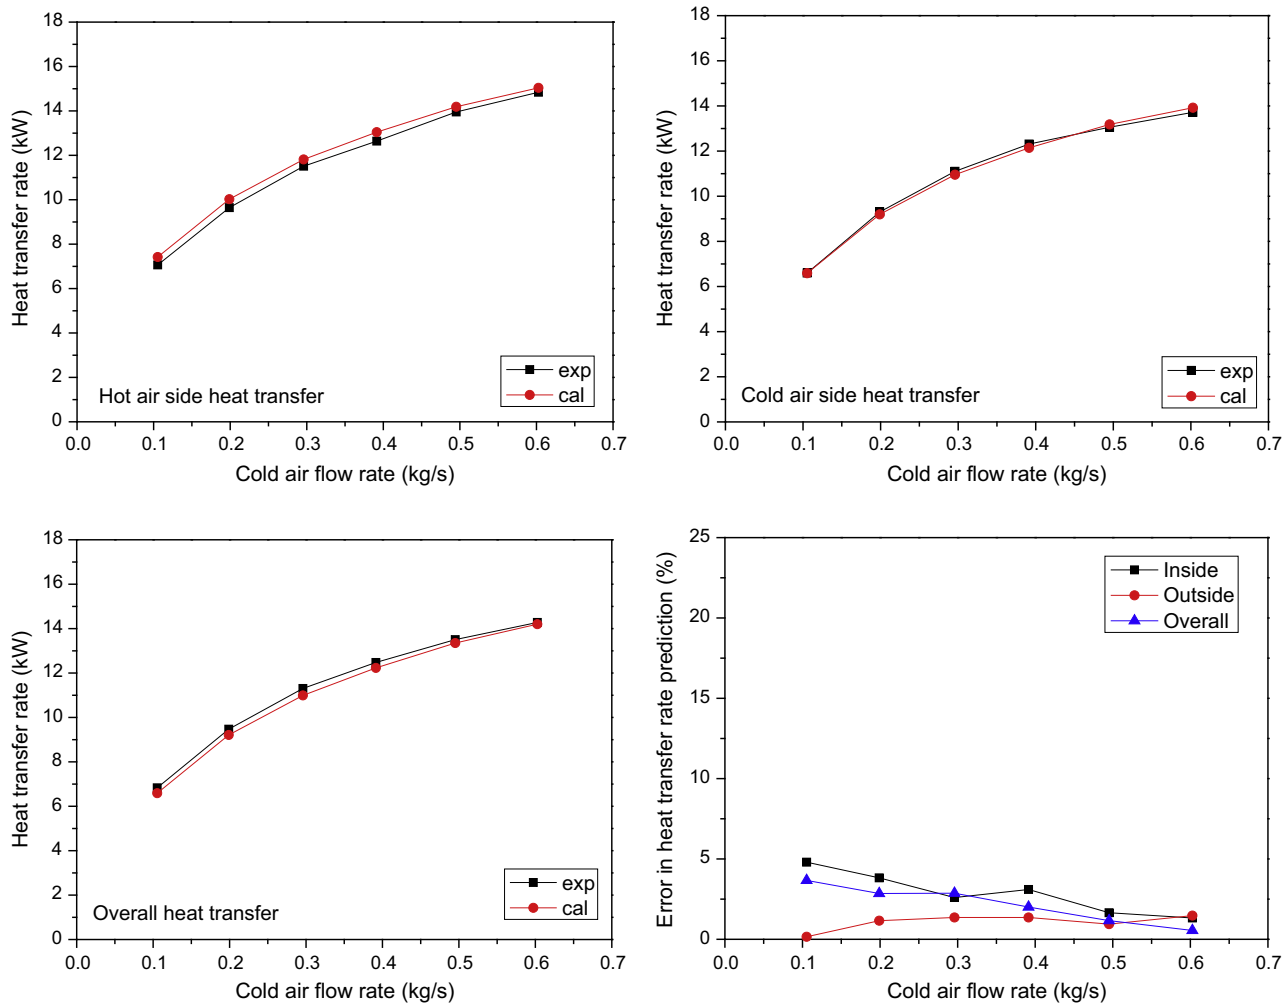 18
16
14
12
10
8
6
4
2
0
Heat transfer rate (kW)
exp
cal
Hot air side heat transfer
0.0 0.1 0.2 0.3 0.4 0.5 0.6 0.7
Cold air flow rate (kg/s)
18
16
14
12
10
8
6
4
2
0
Heat transfer rate (kW)
exp
cal
Cold air side heat transfer
0.0 0.1 0.2 0.3 0.4 0.5 0.6 0.7
Cold air flow rate (kg/s)
18
16
14
12
10
8
6
4
2
0
Heat transfer rate (kW)
exp
cal
Overall heat transfer
0.0 0.1 0.2 0.3 0.4 0.5 0.6 0.7
Cold air flow rate (kg/s)
25
20
15
10
5
0
Error in heat transfer rate prediction (%)
Inside
Outside
Overall
0.0 0.1 0.2 0.3 0.4 0.5 0.6 0.7
Cold air flow rate (kg/s)